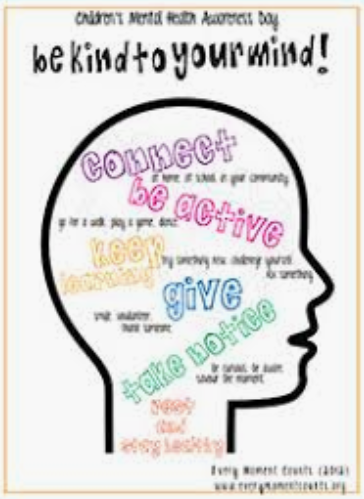 Children's Mental Health Awareness Day
be kind to your mind!
connect
at home, at school, in your community
be active
go for a walk, play a game, dance
keep
learning
try something new, challenge yourself
fix something
give
smile, volunteer
thank someone
take notice
be curious, be aware
savour the moment
rest
and
stay healthy
Every Moment Counts (2012)
www.everymomentcounts.org